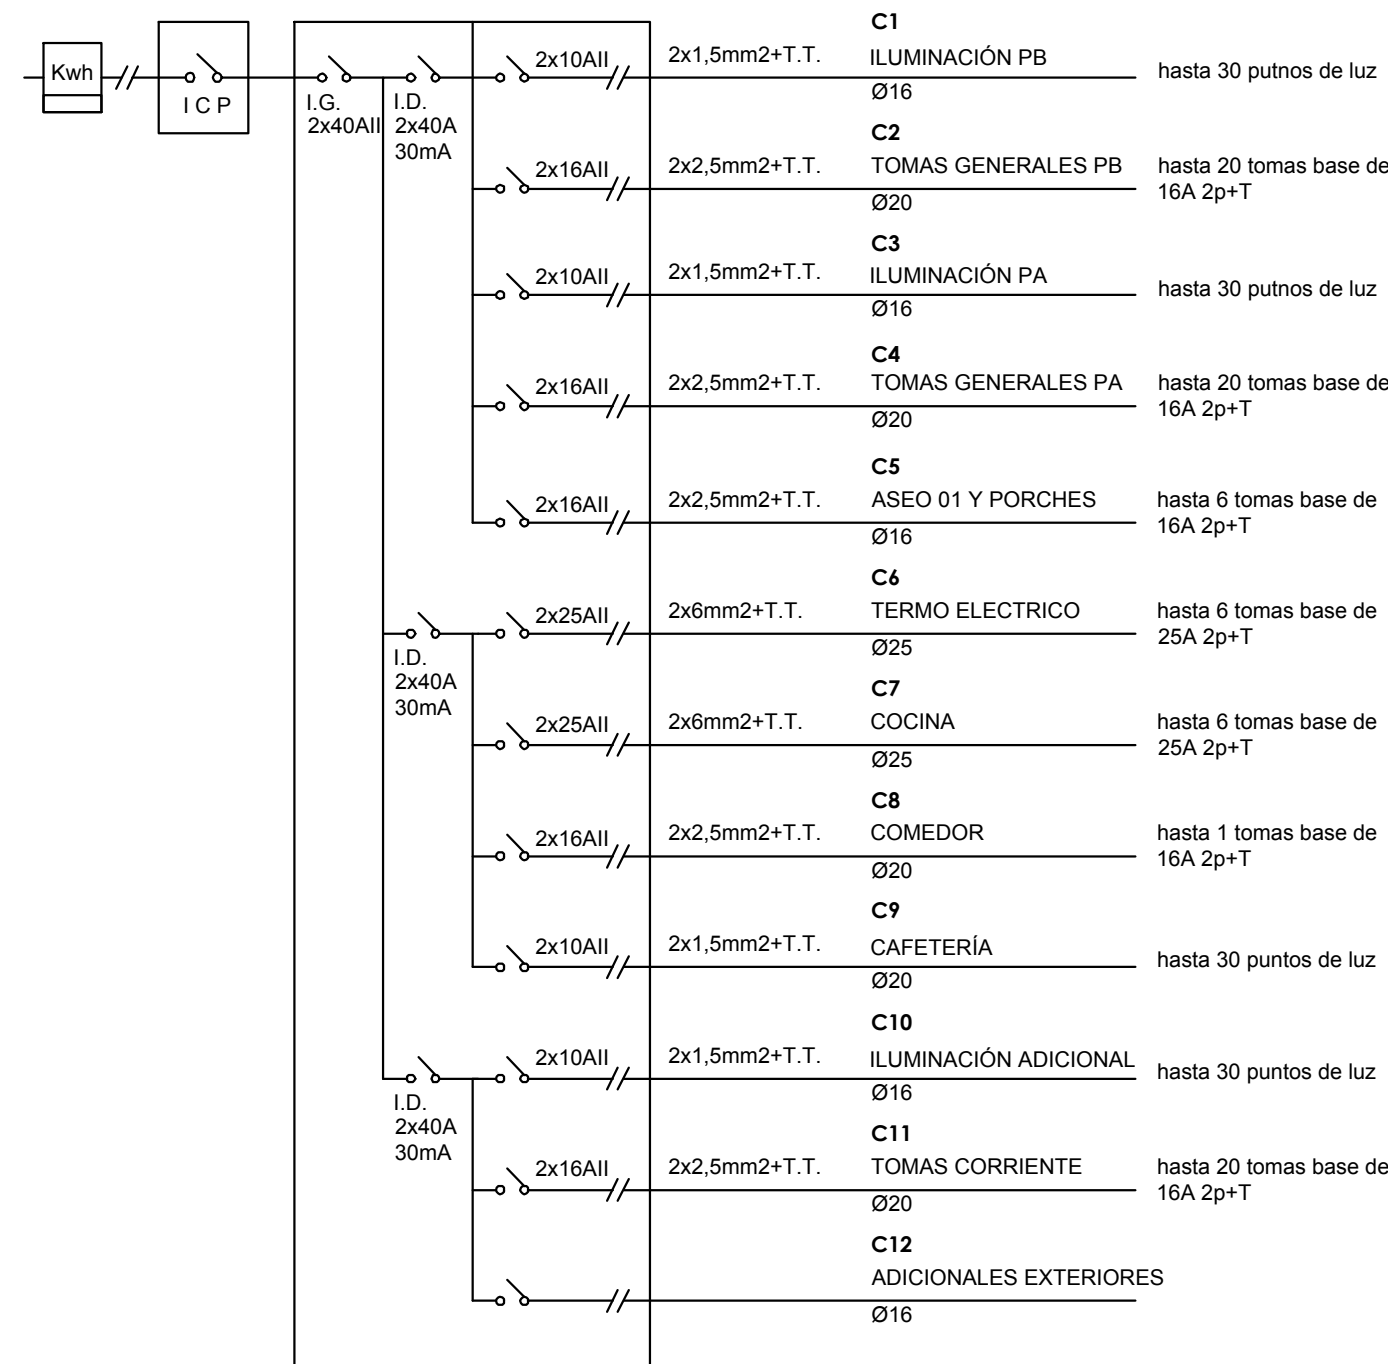 Kwh
I C P
I.G.
2x40AII
I.D.
2x40A
30mA
C1
2x10AII
2x1,5mm2+T.T.
ILUMINACIÓN PB
Ø16
hasta 30 putnos de luz
C2
2x16AII
2x2,5mm2+T.T.
TOMAS GENERALES PB
Ø20
hasta 20 tomas base de
16A 2p+T
C3
2x10AII
2x1,5mm2+T.T.
ILUMINACIÓN PA
Ø16
hasta 30 putnos de luz
C4
2x16AII
2x2,5mm2+T.T.
TOMAS GENERALES PA
Ø20
hasta 20 tomas base de
16A 2p+T
C5
2x16AII
2x2,5mm2+T.T.
ASEO 01 Y PORCHES
Ø16
hasta 6 tomas base de
16A 2p+T
I.D.
2x40A
30mA
C6
2x25AII
2x6mm2+T.T.
TERMO ELECTRICO
Ø25
hasta 6 tomas base de
25A 2p+T
C7
2x25AII
2x6mm2+T.T.
COCINA
Ø25
hasta 6 tomas base de
25A 2p+T
C8
2x16AII
2x2,5mm2+T.T.
COMEDOR
Ø20
hasta 1 tomas base de
16A 2p+T
C9
2x10AII
2x1,5mm2+T.T.
CAFETERÍA
Ø20
hasta 30 puntos de luz
I.D.
2x40A
30mA
C10
2x10AII
2x1,5mm2+T.T.
ILUMINACIÓN ADICIONAL
Ø16
hasta 30 puntos de luz
C11
2x16AII
2x2,5mm2+T.T.
TOMAS CORRIENTE
Ø20
hasta 20 tomas base de
16A 2p+T
C12
ADICIONALES EXTERIORES
Ø16